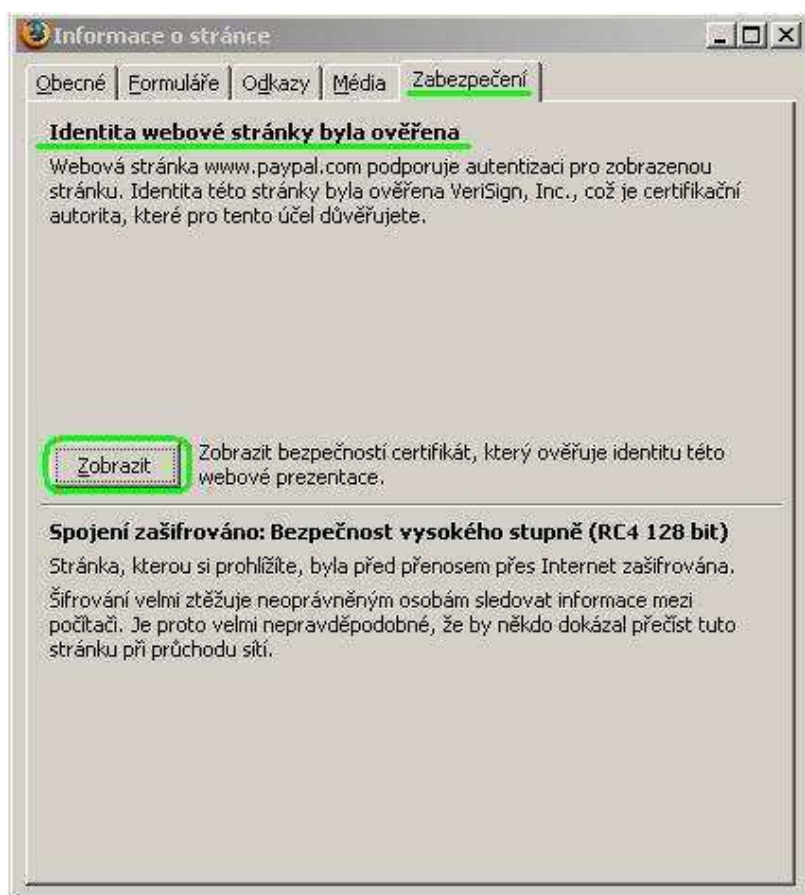 Informace o stránce
Obecné Formuláře Odkazy Média Zabezpečení
Identita webové stránky byla ověřena
Webová stránka www.paypal.com podporuje autentizaci pro zobrazenou
stránku. Identita této stránky byla ověřena VeriSign, Inc., což je certifikační
autorita, které pro tento účel důvěřujete.
Zobrazit
Zobrazit bezpečností certifikát, který ověřuje identitu této
webové prezentace.
Spojení zašifrováno: Bezpečnost vysokého stupně (RC4 128 bit)
Stránka, kterou si prohlížíte, byla před přenosem přes Internet zašifrována.
Šifrování velmi ztěžuje neoprávněným osobám sledovat informace mezi
počítači. Je proto velmi nepravděpodobné, že by někdo dokázal přečíst tuto
stránku při průchodu sítí.